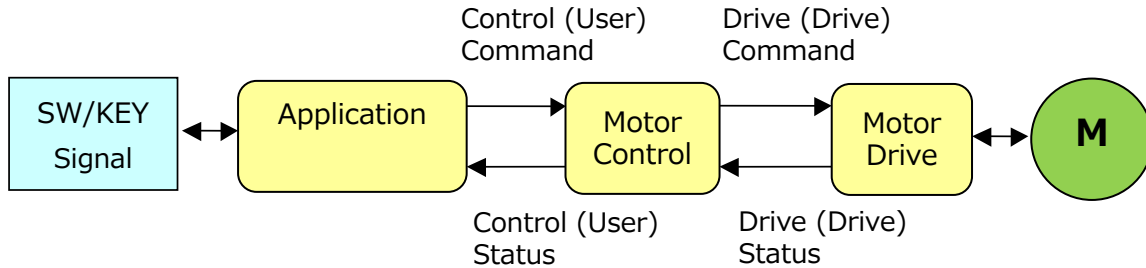 Control (User)
Command
Drive (Drive)
Command
SW/KEY
Signal
Application
Motor
Control
Motor
Drive
M
Control (User)
Status
Drive (Drive)
Status